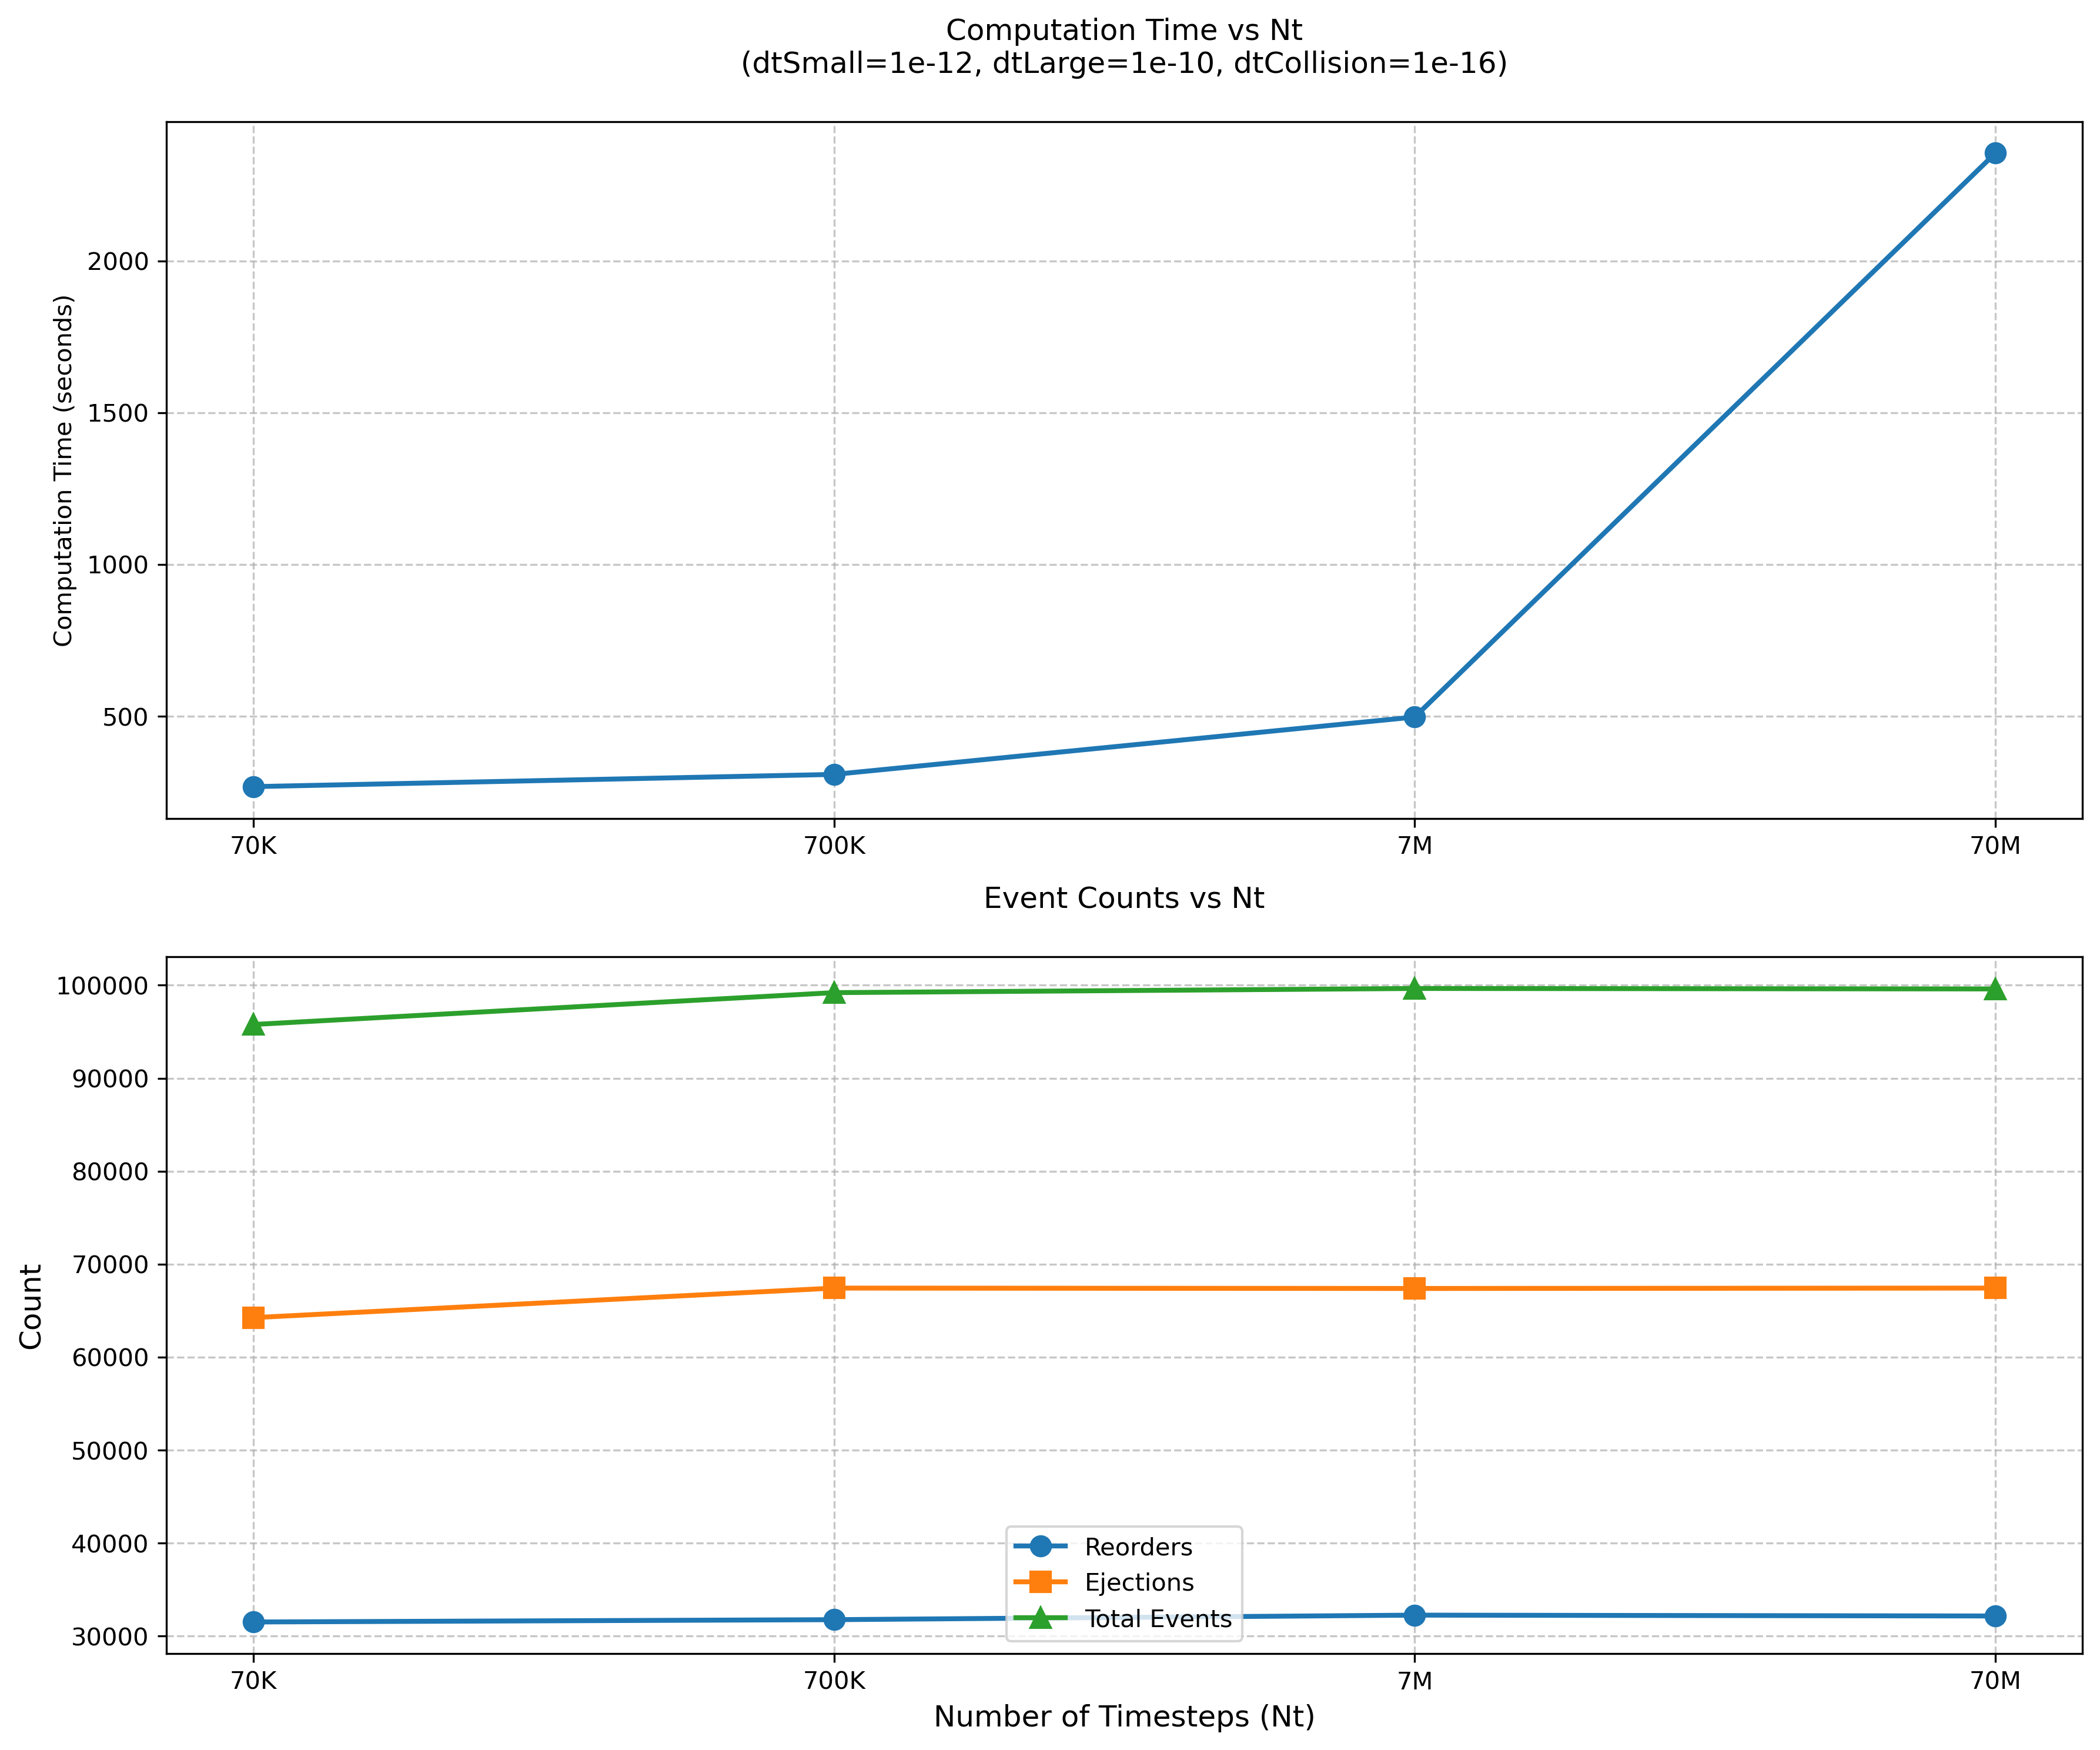 Computation Time vs Nt
(dtSmall=1e-12, dtLarge=1e-10, dtCollision=1e-16)
Computation Time (seconds)
2000
1500
1000
500
70K 700K 7M 70M
Event Counts vs Nt
Count
100000
90000
80000
70000
60000
50000
40000
30000
Reorders
Ejections
Total Events
70K 700K 7M 70M
Number of Timesteps (Nt)